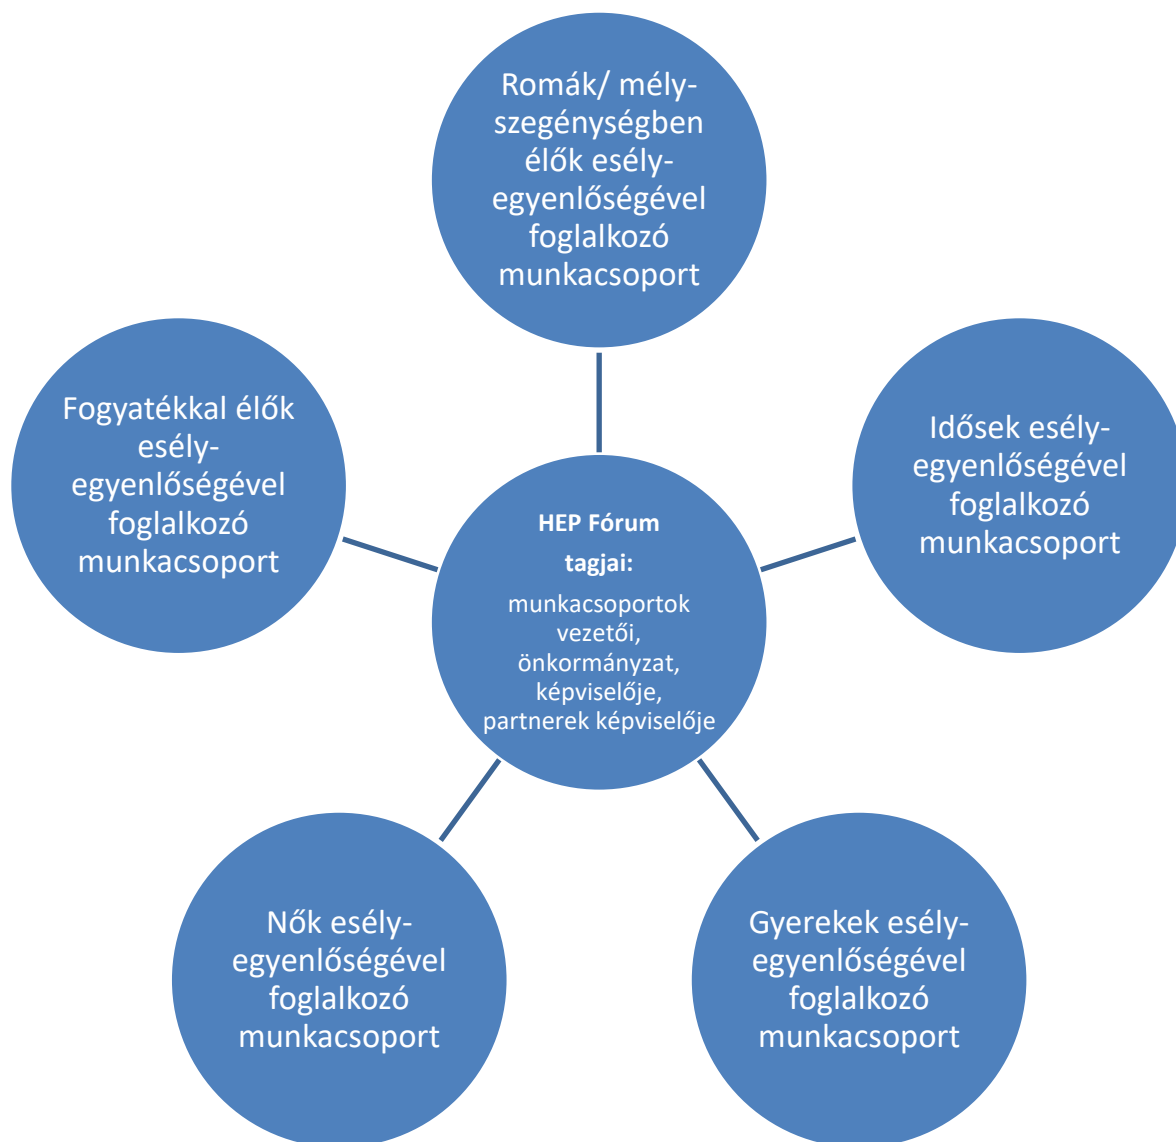 Romák/ mély-
szegénységben
élők esély-
egyenlőségével
foglalkozó
munkacsoport
Idősek esély-
egyenlőségével
foglalkozó
munkacsoport
Gyerekek esély-
egyenlőségével
foglalkozó
munkacsoport
Nők esély-
egyenlőségével
foglalkozó
munkacsoport
Fogyatékkal élők
esély-
egyenlőségével
foglalkozó
munkacsoport
HEP Fórum
tagjai:
munkacsoportok
vezetői,
önkormányzat,
képviselője,
partnerek képviselője